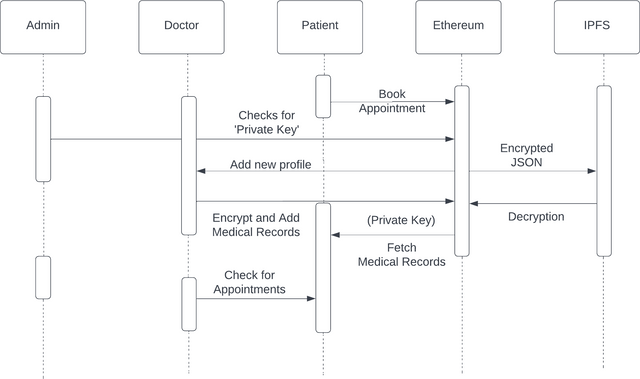 Admin
Doctor
Patient
Ethereum
IPFS
Book
Appointment
Checks for
'Private Key'
Add new profile
Encrypted
JSON
Encrypt and Add
Medical Records
(Private Key)
Decryption
Fetch
Medical Records
Check for
Appointments